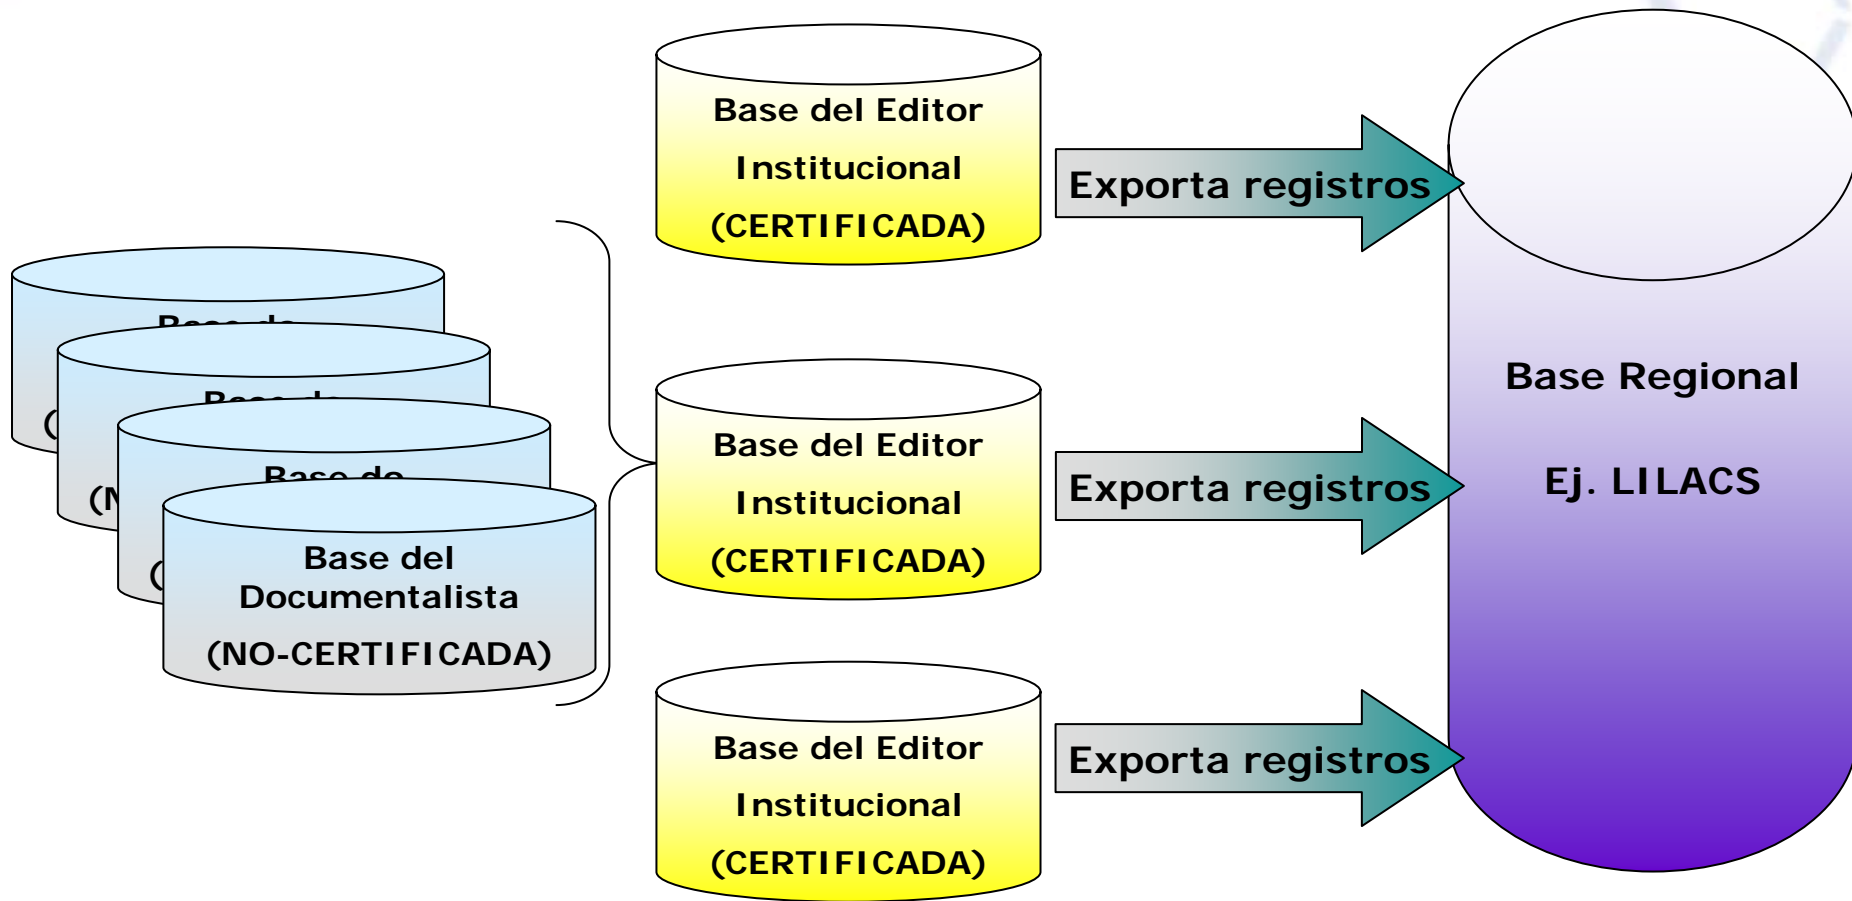 Base del Editor
Institucional
(CERTIFICADA)
Exporta registros
Base del
Documentalista
(NO-CERTIFICADA)
Base del Editor
Institucional
(CERTIFICADA)
Exporta registros
Base Regional
Ej. LILACS
Base del Editor
Institucional
(CERTIFICADA)
Exporta registros